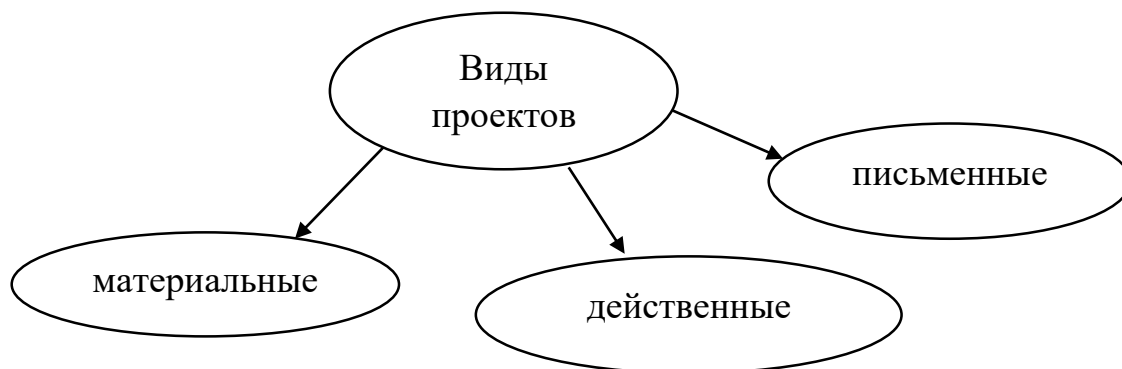 Виды
проектов
письменные
материальные
действенные